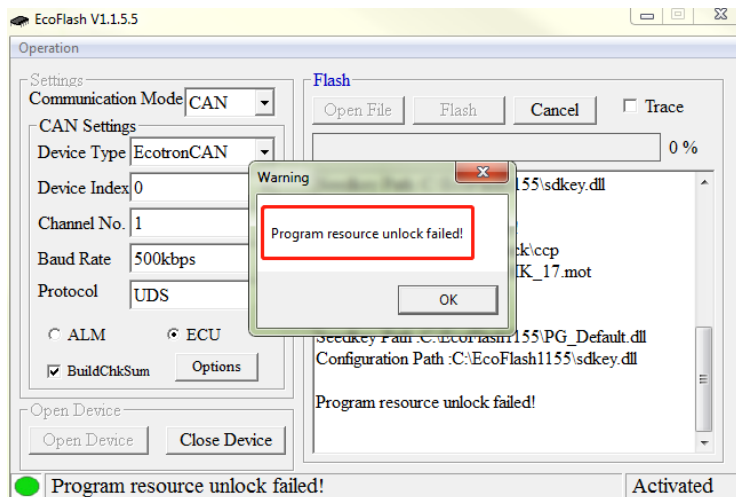 EcoFlash V1.1.5.5
Operation
Settings
Communication Mode CAN
CAN Settings
Device Type EcotronCAN
Device Index 0
Channel No. 1
Baud Rate 500kbps
Protocol UDS
ALM ECU
BuildChkSum Options
Open Device
Open Device Close Device
Flash
Open File Flash Cancel Trace
0 %
155\sdkey.dll
ck\ccp
K_17.mot
Seedkey Path :C:\EcoFlash1155\PG_Default.dll
Configuration Path :C:\EcoFlash1155\sdkey.dll
Program resource unlock failed!
Warning
Program resource unlock failed!
OK
Program resource unlock failed! Activated